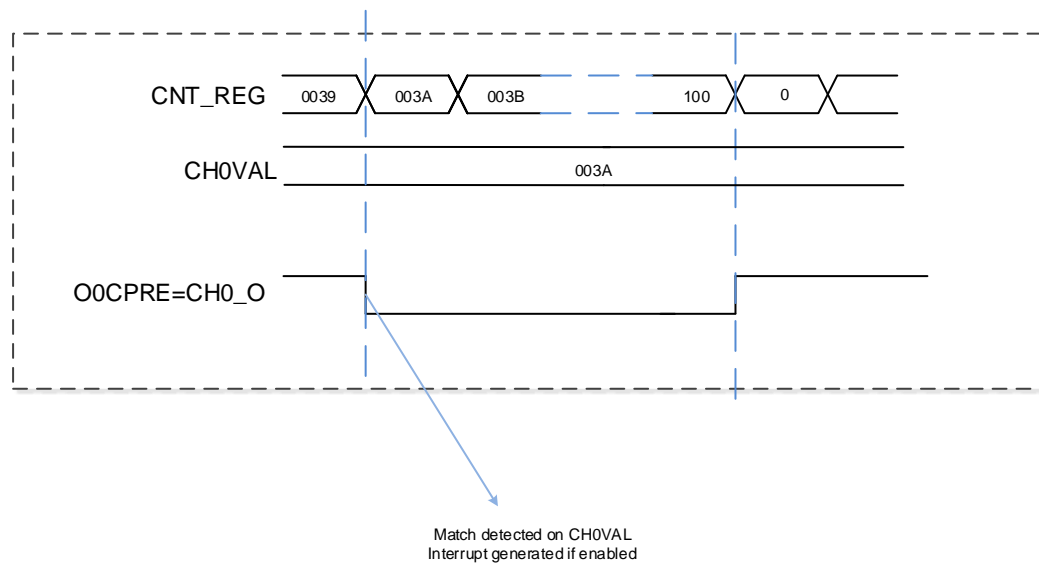 CNT_REG 0039 003A 003B 100 0
CH0VAL 003A
O0CPRE=CH0_O
Match detected on CH0VAL
Interrupt generated if enabled